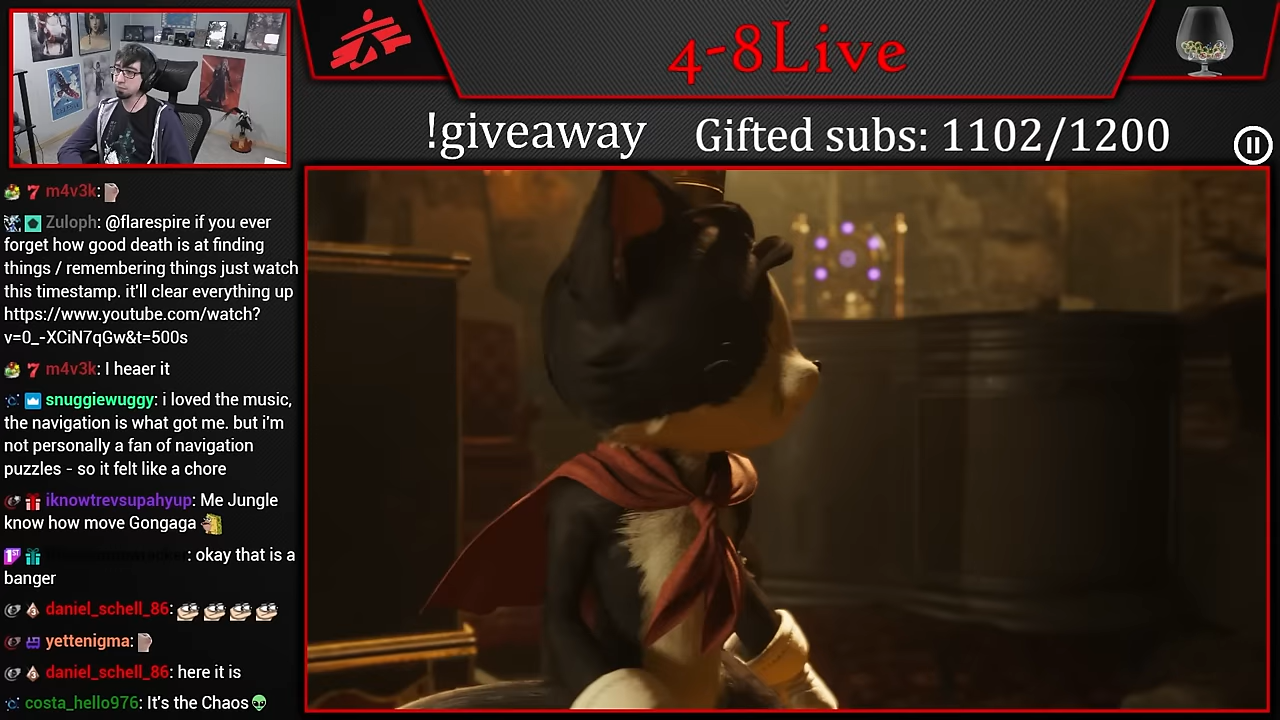 4-8Live
!giveaway
Gifted subs: 1102/1200
m4v3k:
Zuloph: @flarespire if you ever
forget how good death is at finding
things / remembering things just watch
this timestamp. it'll clear everything up
https://www.youtube.com/watch?
v=0_-XCiN7qGw&t=500s
m4v3k: I heaer it
snuggiewuggy: i loved the music,
the navigation is what got me. but i'm
not personally a fan of navigation
puzzles - so it felt like a chore
iknowtrevsupahyup: Me Jungle
know how move Gongaga
: okay that is a
banger
daniel_schell_86:
yettenigma:
daniel_schell_86: here it is
costa_hello976: It's the Chaos